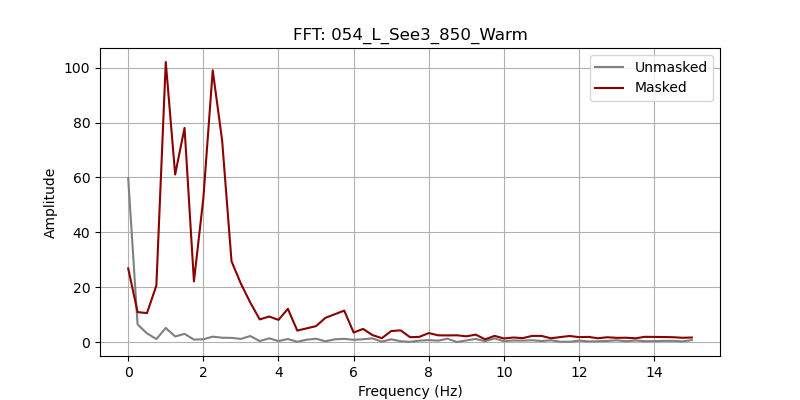 FFT: 054_L_See3_850_Warm
Unmasked
Masked
100
80
60
40
20
0
Amplitude
0 2 4 6 8 10 12 14
Frequency (Hz)